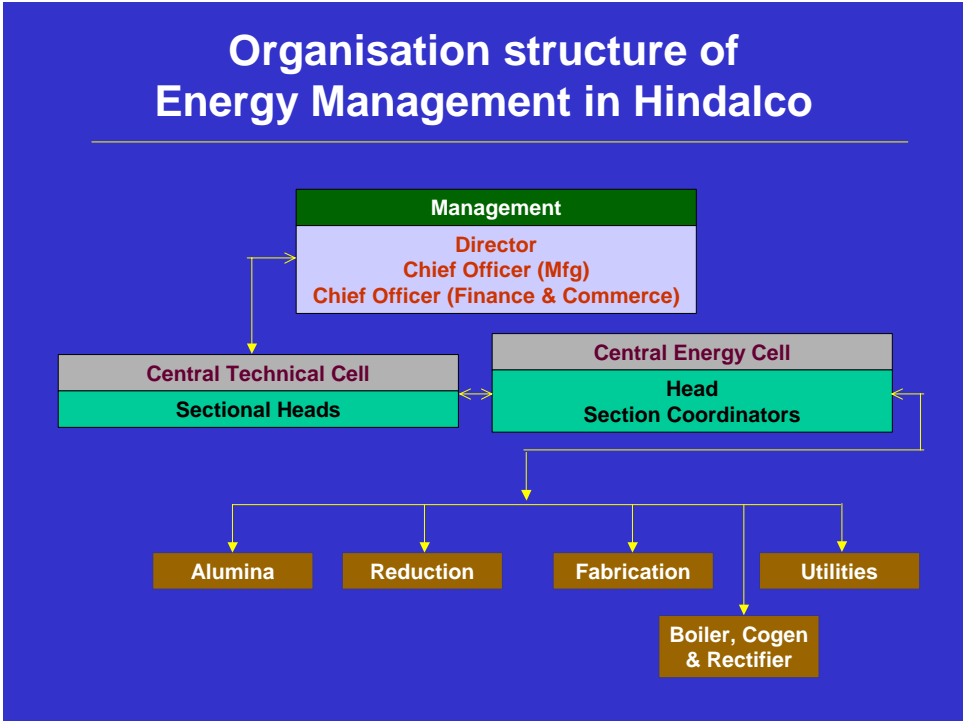 Organisation structure of
Energy Management in Hindalco
Management
Director
Chief Officer (Mfg)
Chief Officer (Finance & Commerce)
Central Technical Cell
Sectional Heads
Central Energy Cell
Head
Section Coordinators
Alumina
Reduction
Fabrication
Utilities
Boiler, Cogen
& Rectifier